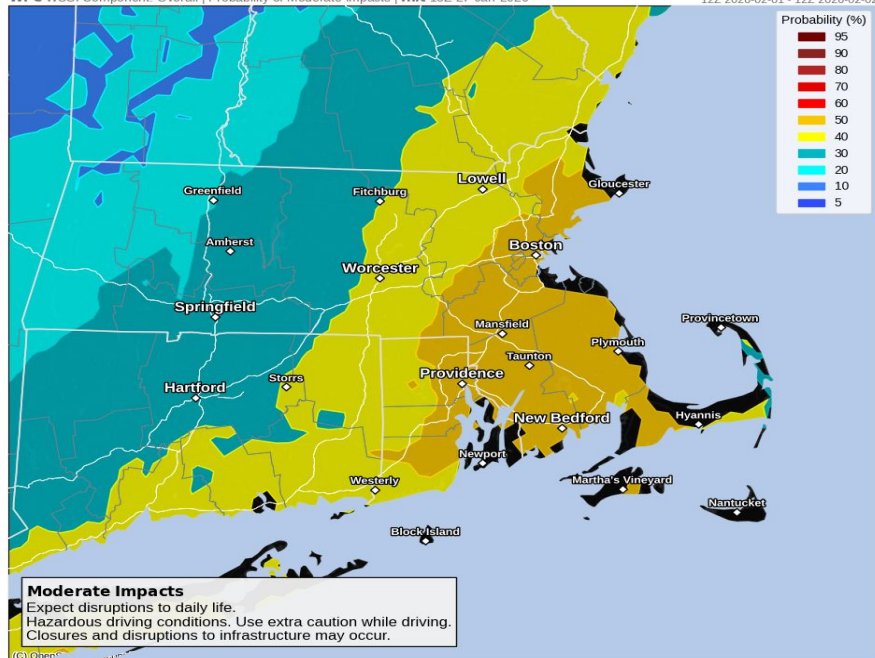 Probability (%)
95
90
80
70
60
50
40
30
20
10
5
Greenfield
Fitchburg
Lowell
Gloucester
Amherst
Boston
Worcester
Springfield
Mansfield
Provincetown
Plymouth
Taunton
Storrs
Providence
Hartford
New Bedford
Hyannis
Newport
Westerly
Martha's Vineyard
Nantucket
Block Island
Moderate Impacts
Expect disruptions to daily life.
Hazardous driving conditions. Use extra caution while driving.
Closures and disruptions to infrastructure may occur.